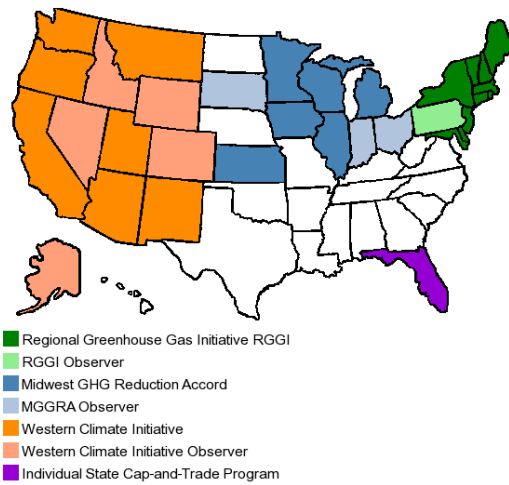 Regional Greenhouse Gas Initiative RGGI
RGGI Observer
Midwest GHG Reduction Accord
MGGRA Observer
Western Climate Initiative
Western Climate Initiative Observer
Individual State Cap-and-Trade Program